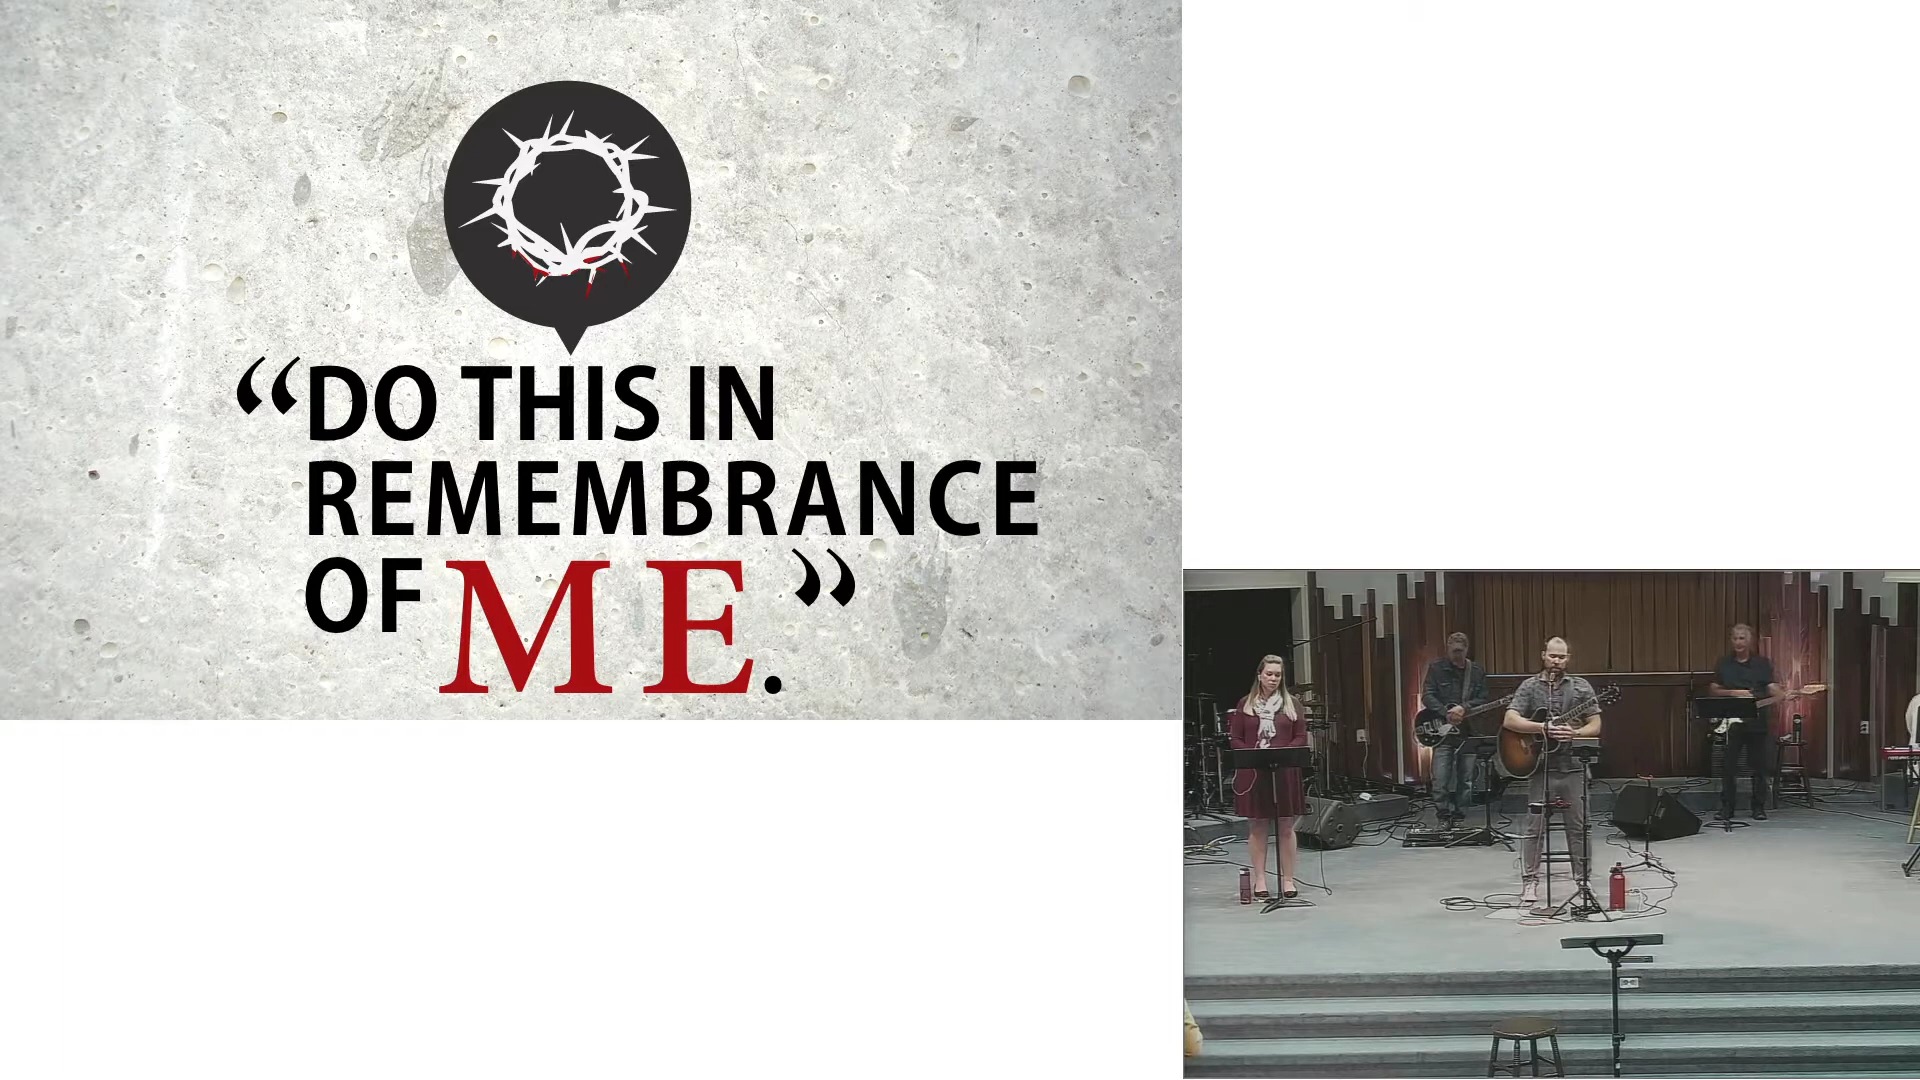 “DO THIS IN
REMEMBRANCE
OF ME.”